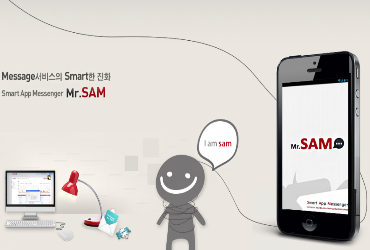 Message서비스의 Smart한 진화
Smart App Messenger Mr.SAM
I am sam
Mr.SAM
Smart App Messenger